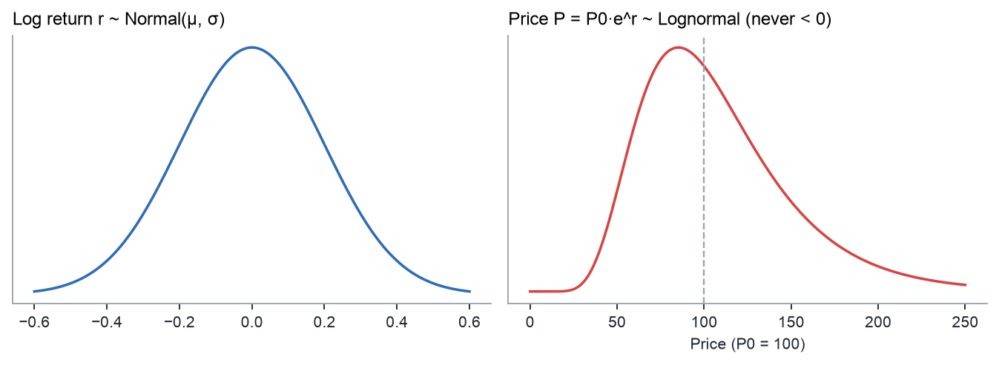 Log return r ~ Normal(μ, σ)
−0.6 −0.4 −0.2 0.0 0.2 0.4 0.6
Price P = P0·e^r ~ Lognormal (never < 0)
0 50 100 150 200 250
Price (P0 = 100)